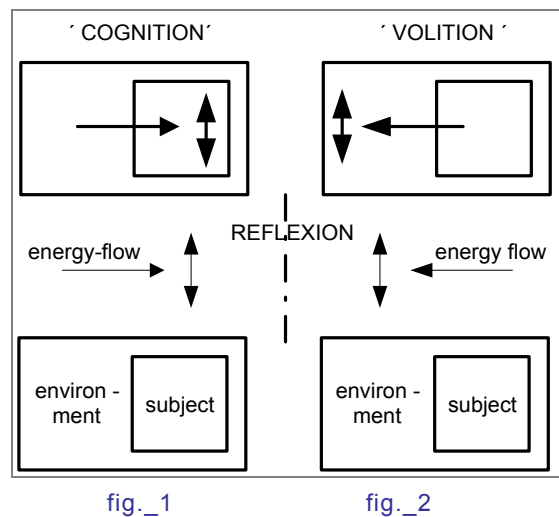 ´ COGNITION´
´ VOLITION ´
REFLEXION
energy-flow
energy flow
environ -
ment
subject
environ -
ment
subject
fig._1
fig._2